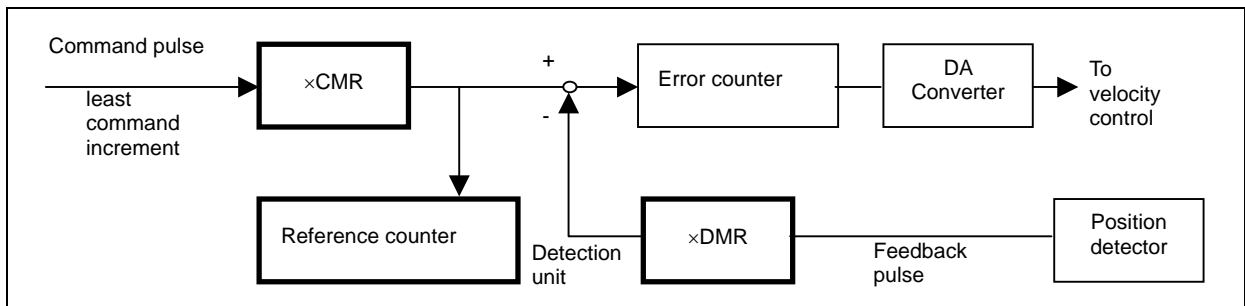 Command pulse
least
command
increment
×CMR
+
-
Error counter
DA
Converter
To
velocity
control
Reference counter
Detection
unit
×DMR
Feedback
pulse
Position
detector